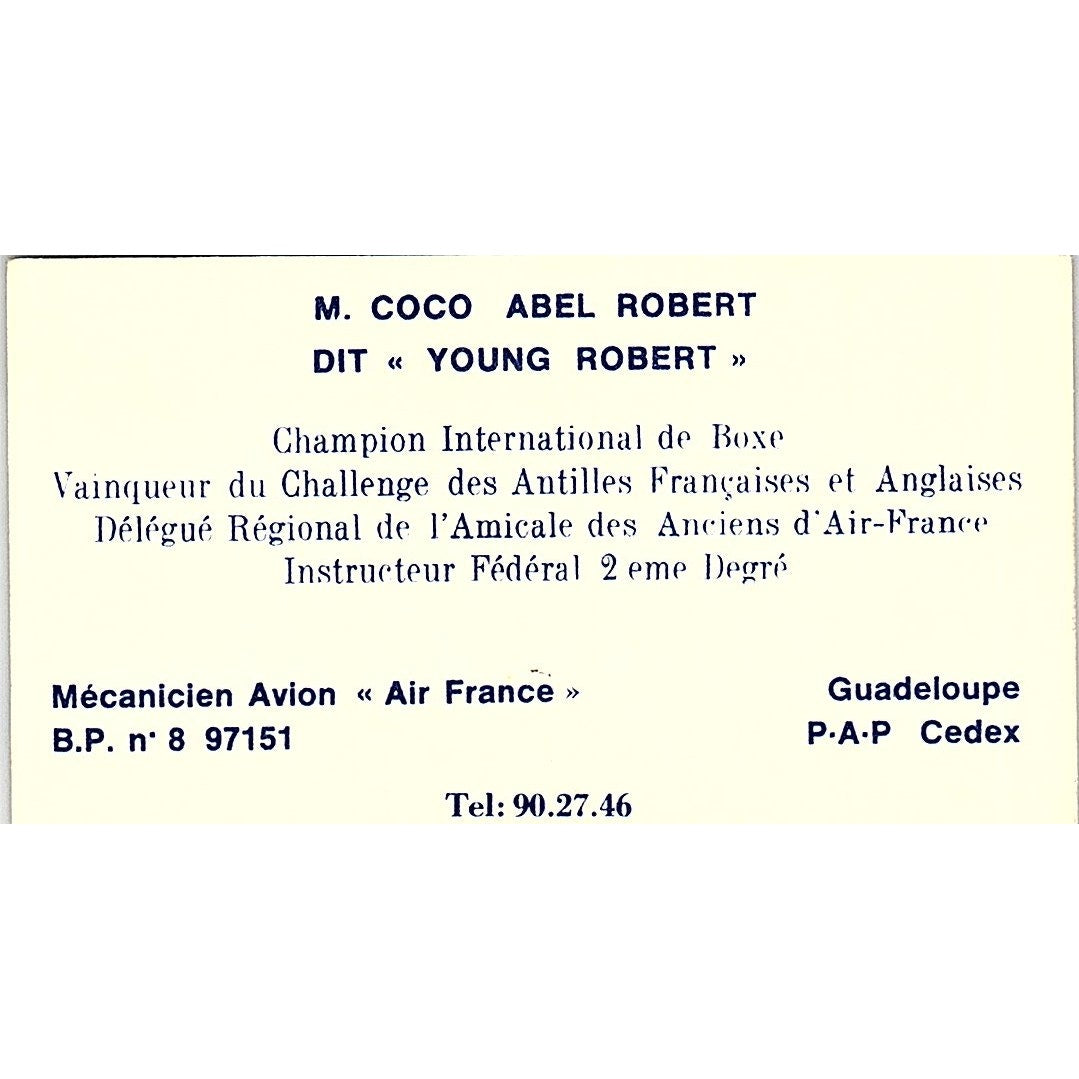 M. COCO ABEL ROBERT
DIT « YOUNG ROBERT »
Champion International de Boxe
Vainqueur du Challenge des Antilles Françaises et Anglaises
Délégué Régional de l'Amicale des Anciens d'Air-France
Instructeur Fédéral 2 eme Degré
Mécanicien Avion « Air France »
B.P. n· 8 97151
Guadeloupe
P·A·P Cedex
Tel: 90.27.46